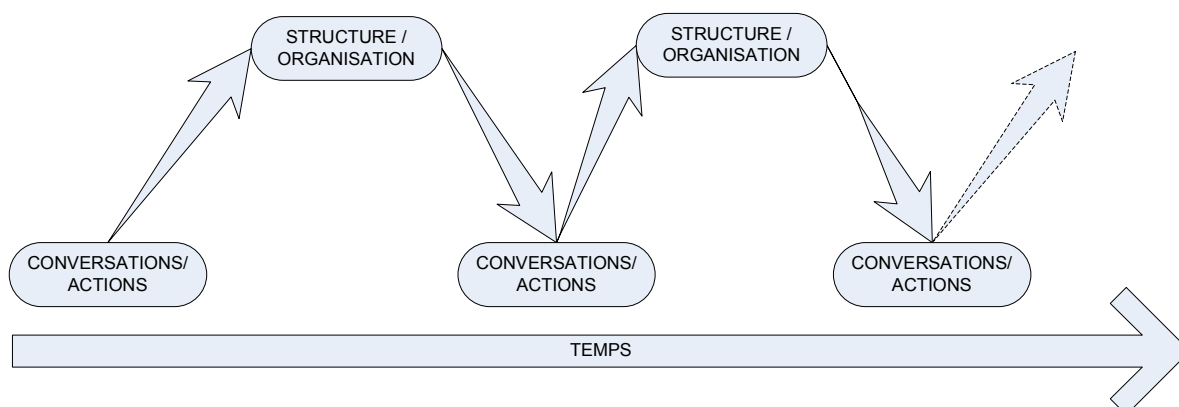 STRUCTURE /
ORGANISATION
STRUCTURE /
ORGANISATION
CONVERSATIONS/
ACTIONS
CONVERSATIONS/
ACTIONS
CONVERSATIONS/
ACTIONS
TEMPS